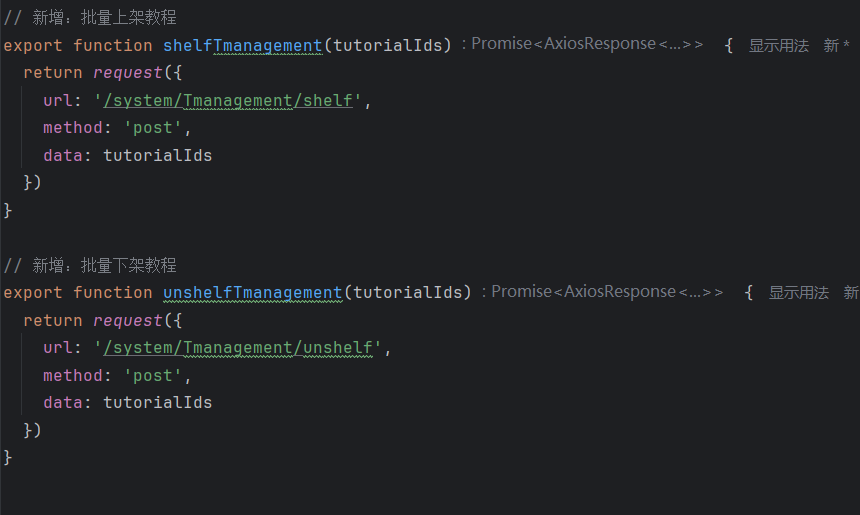 // 新增: 批量上架教程
export function shelfTmanagement(tutorialIds) : Promise<AxiosResponse<...>> { 显示用法 新 *
  return request({
    url: '/system/Tmanagement/shelf',
    method: 'post',
    data: tutorialIds
  })
}
// 新增: 批量下架教程
export function unshelfTmanagement(tutorialIds) : Promise<AxiosResponse<...>> { 显示用法 新
  return request({
    url: '/system/Tmanagement/unshelf',
    method: 'post',
    data: tutorialIds
  })
}